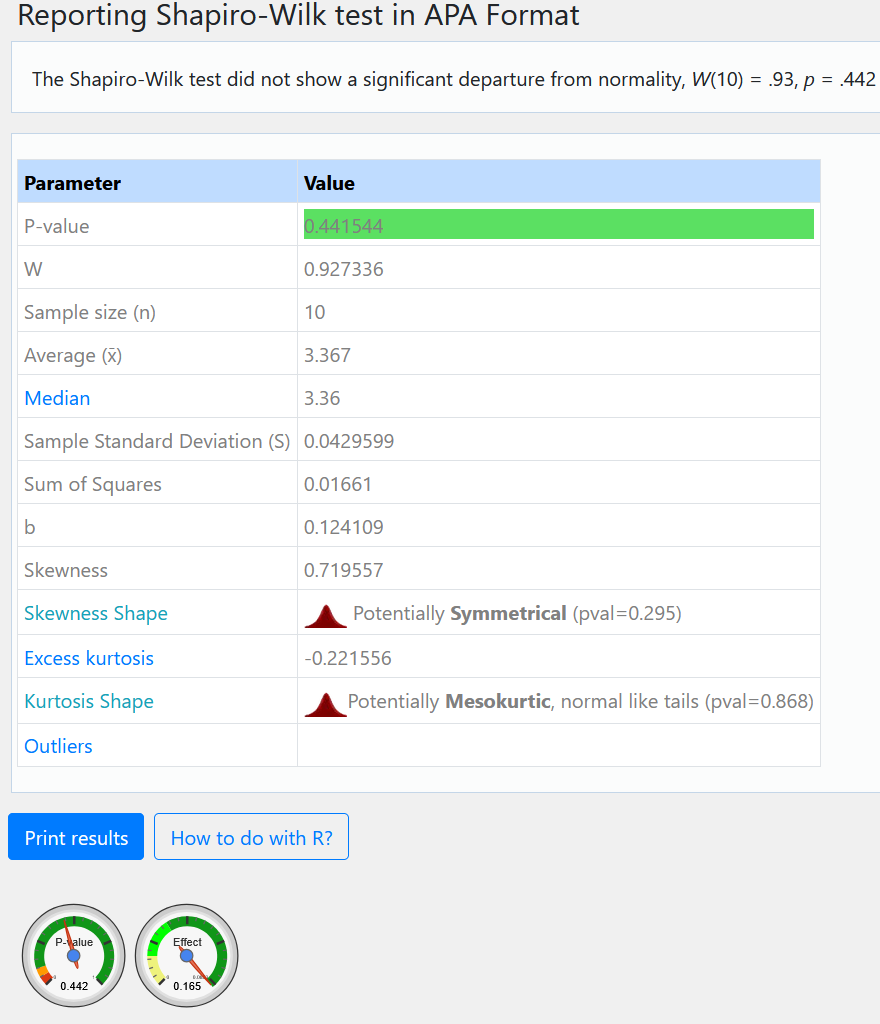 Reporting Shapiro-Wilk test in APA Format
The Shapiro-Wilk test did not show a significant departure from normality, W(10) = .93, p = .442
Parameter Value
P-value 0.441544
W 0.927336
Sample size (n) 10
Average (x̄) 3.367
Median 3.36
Sample Standard Deviation (S) 0.0429599
Sum of Squares 0.01661
b 0.124109
Skewness 0.719557
Skewness Shape Potentially Symmetrical (pval=0.295)
Excess kurtosis -0.221556
Kurtosis Shape Potentially Mesokurtic, normal like tails (pval=0.868)
Outliers
Print results How to do with R?
P-value Effect
0.442 0.165